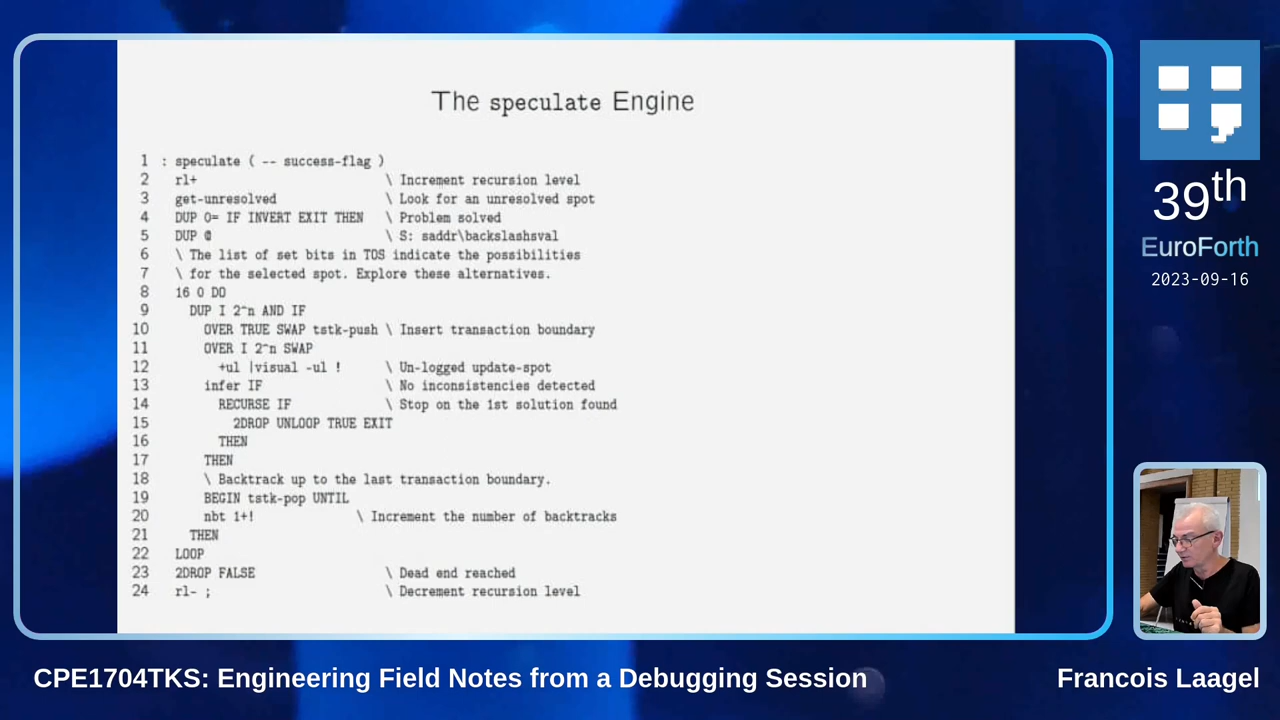 The speculate Engine
1 : speculate ( -- success-flag )
2 rl+ \ Increment recursion level
3 get-unresolved \ Look for an unresolved spot
4 DUP 0= IF INVERT EXIT THEN \ Problem solved
5 DUP @ \ S: saddr\backslashsval
6 \ The list of set bits in TOS indicate the possibilities
7 \ for the selected spot. Explore these alternatives.
8 16 0 DO
9 DUP I 2^n AND IF
10 OVER TRUE SWAP tstk-push \ Insert transaction boundary
11 OVER I 2^n SWAP
12 +ul |visual -ul ! \ Un-logged update-spot
13 infer IF \ No inconsistencies detected
14 RECURSE IF \ Stop on the 1st solution found
15 2DROP UNLOOP TRUE EXIT
16 THEN
17 THEN
18 \ Backtrack up to the last transaction boundary.
19 BEGIN tstk-pop UNTIL
20 nbt 1+! \ Increment the number of backtracks
21 THEN
22 LOOP
23 2DROP FALSE \ Dead end reached
24 rl- ; \ Decrement recursion level
39th
EuroForth
2023-09-16
CPE1704TKS: Engineering Field Notes from a Debugging Session
Francois Laagel